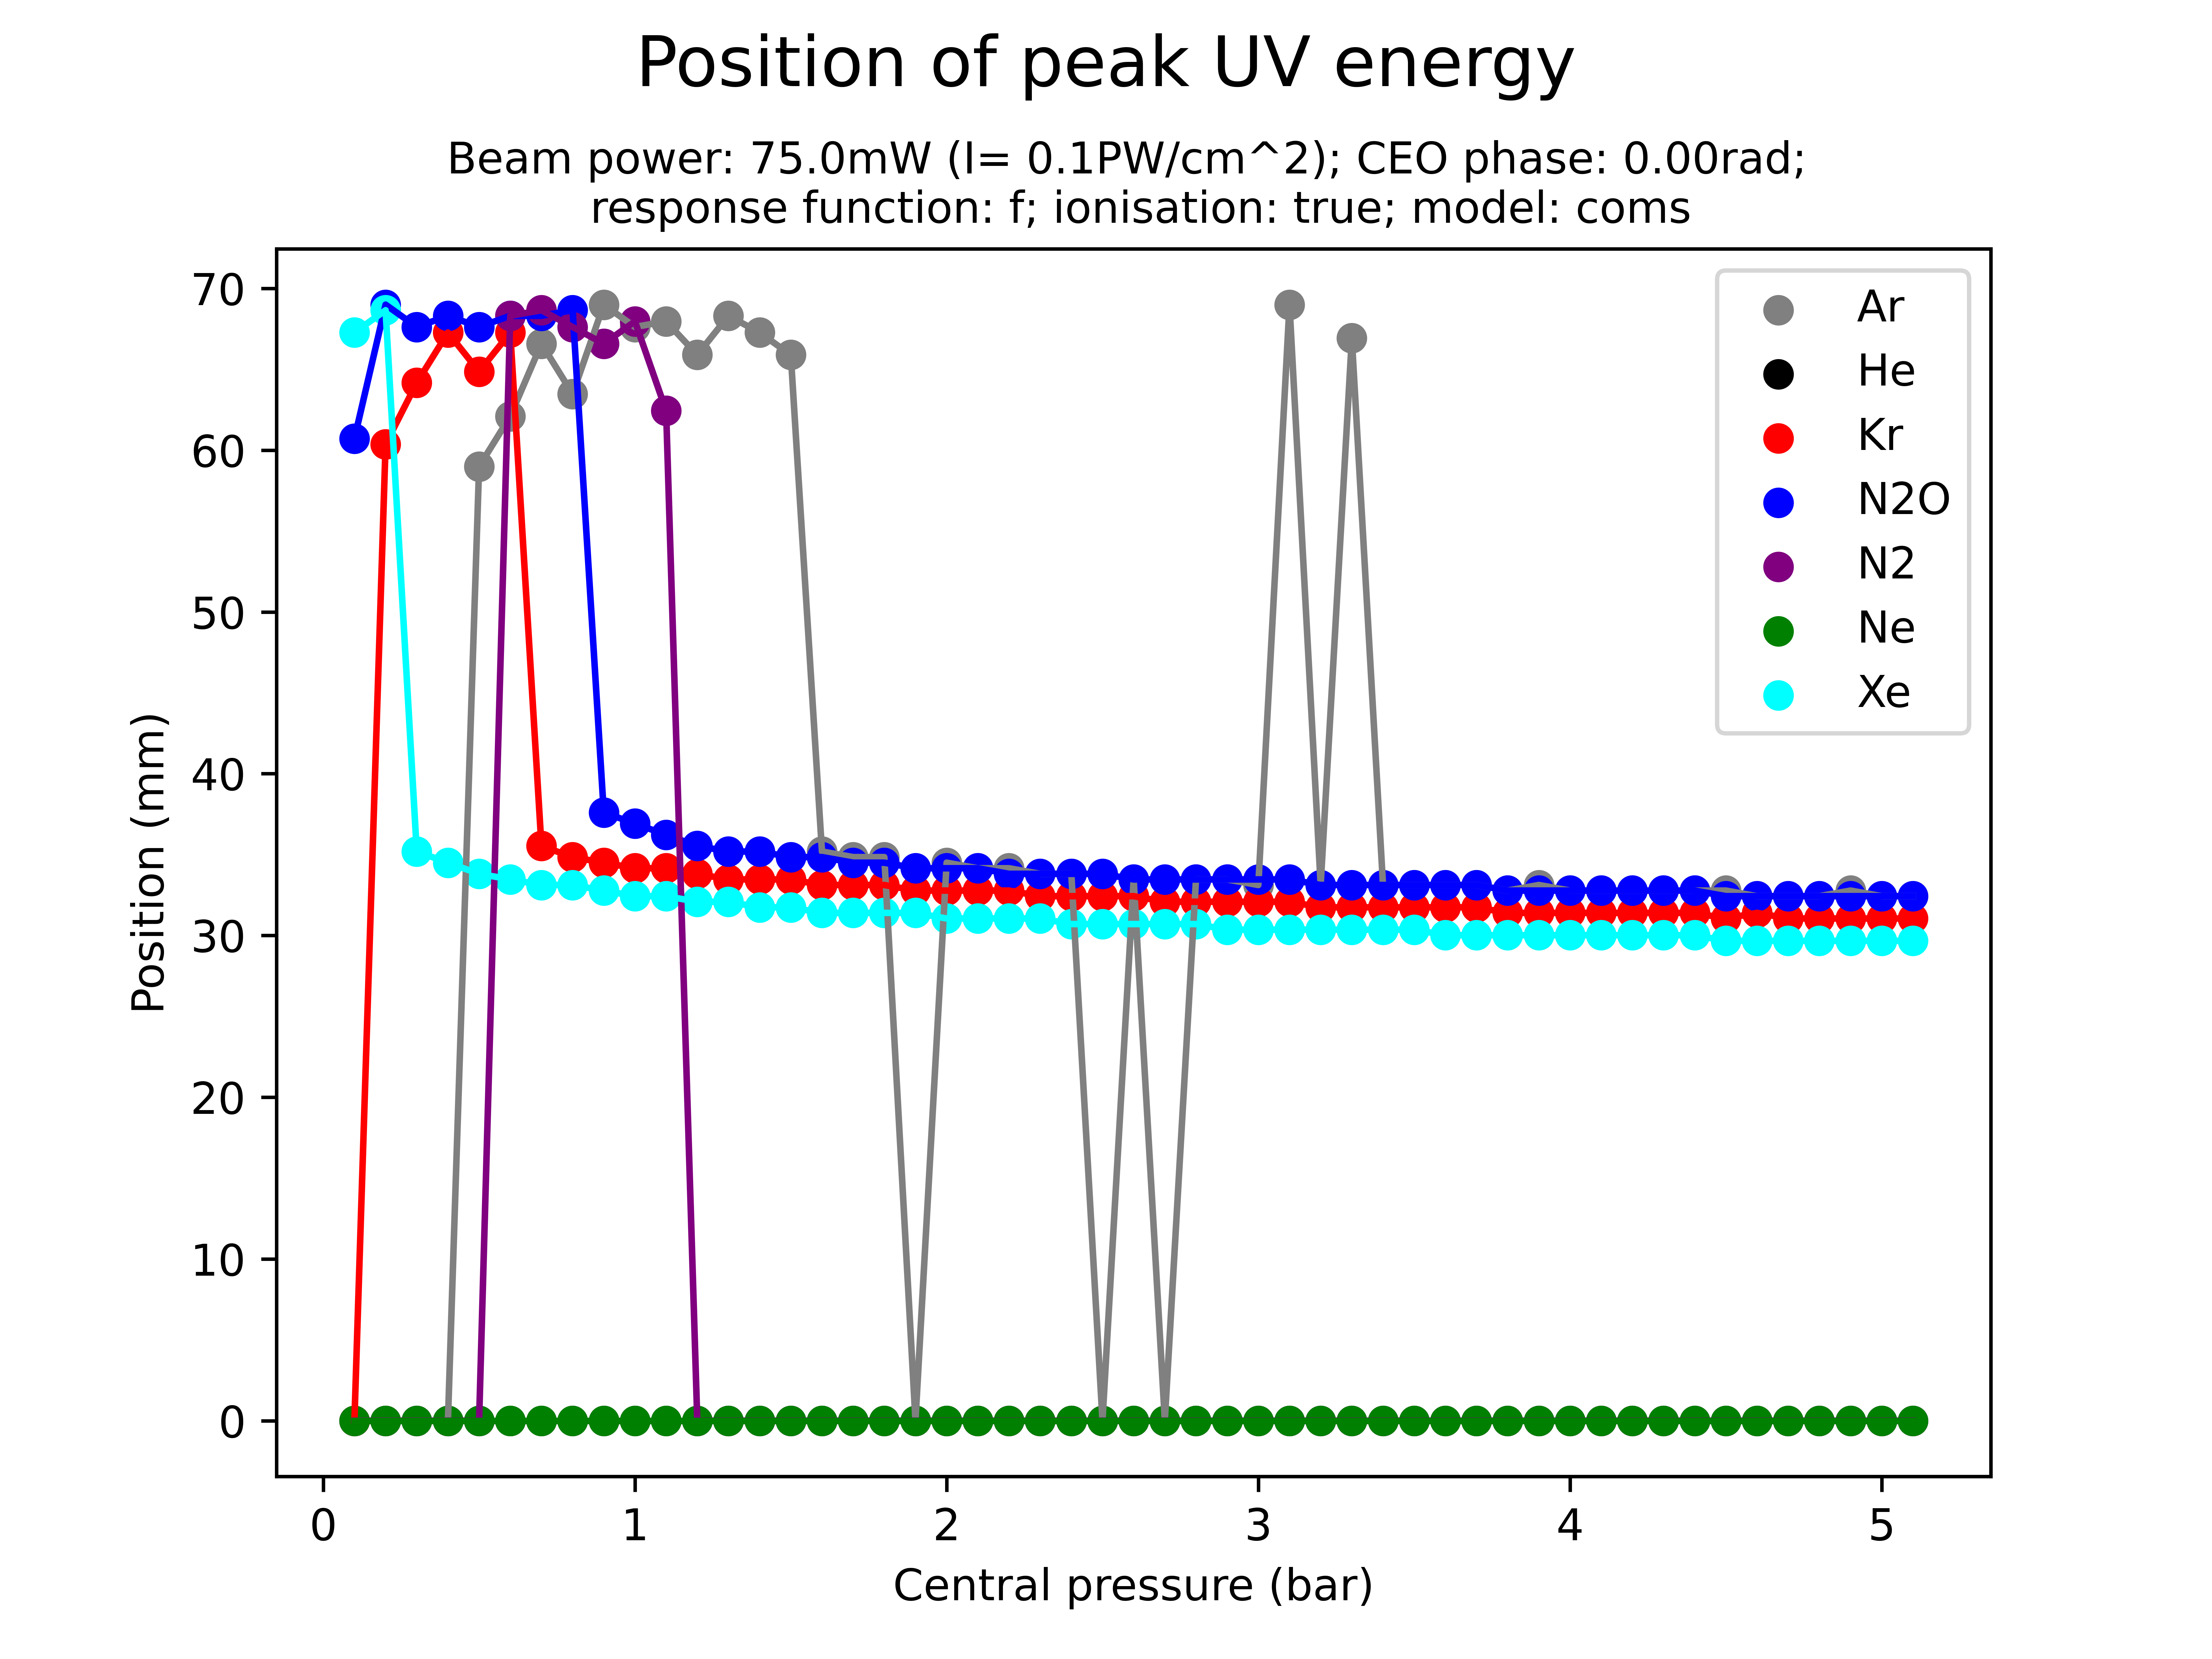 Position of peak UV energy
Beam power: 75.0mW (I= 0.1PW/cm^2); CEO phase: 0.00rad;
response function: f; ionisation: true; model: coms
70
60
50
40
30
20
10
0
Position (mm)
Ar
He
Kr
N2O
N2
Ne
Xe
0 1 2 3 4 5
Central pressure (bar)